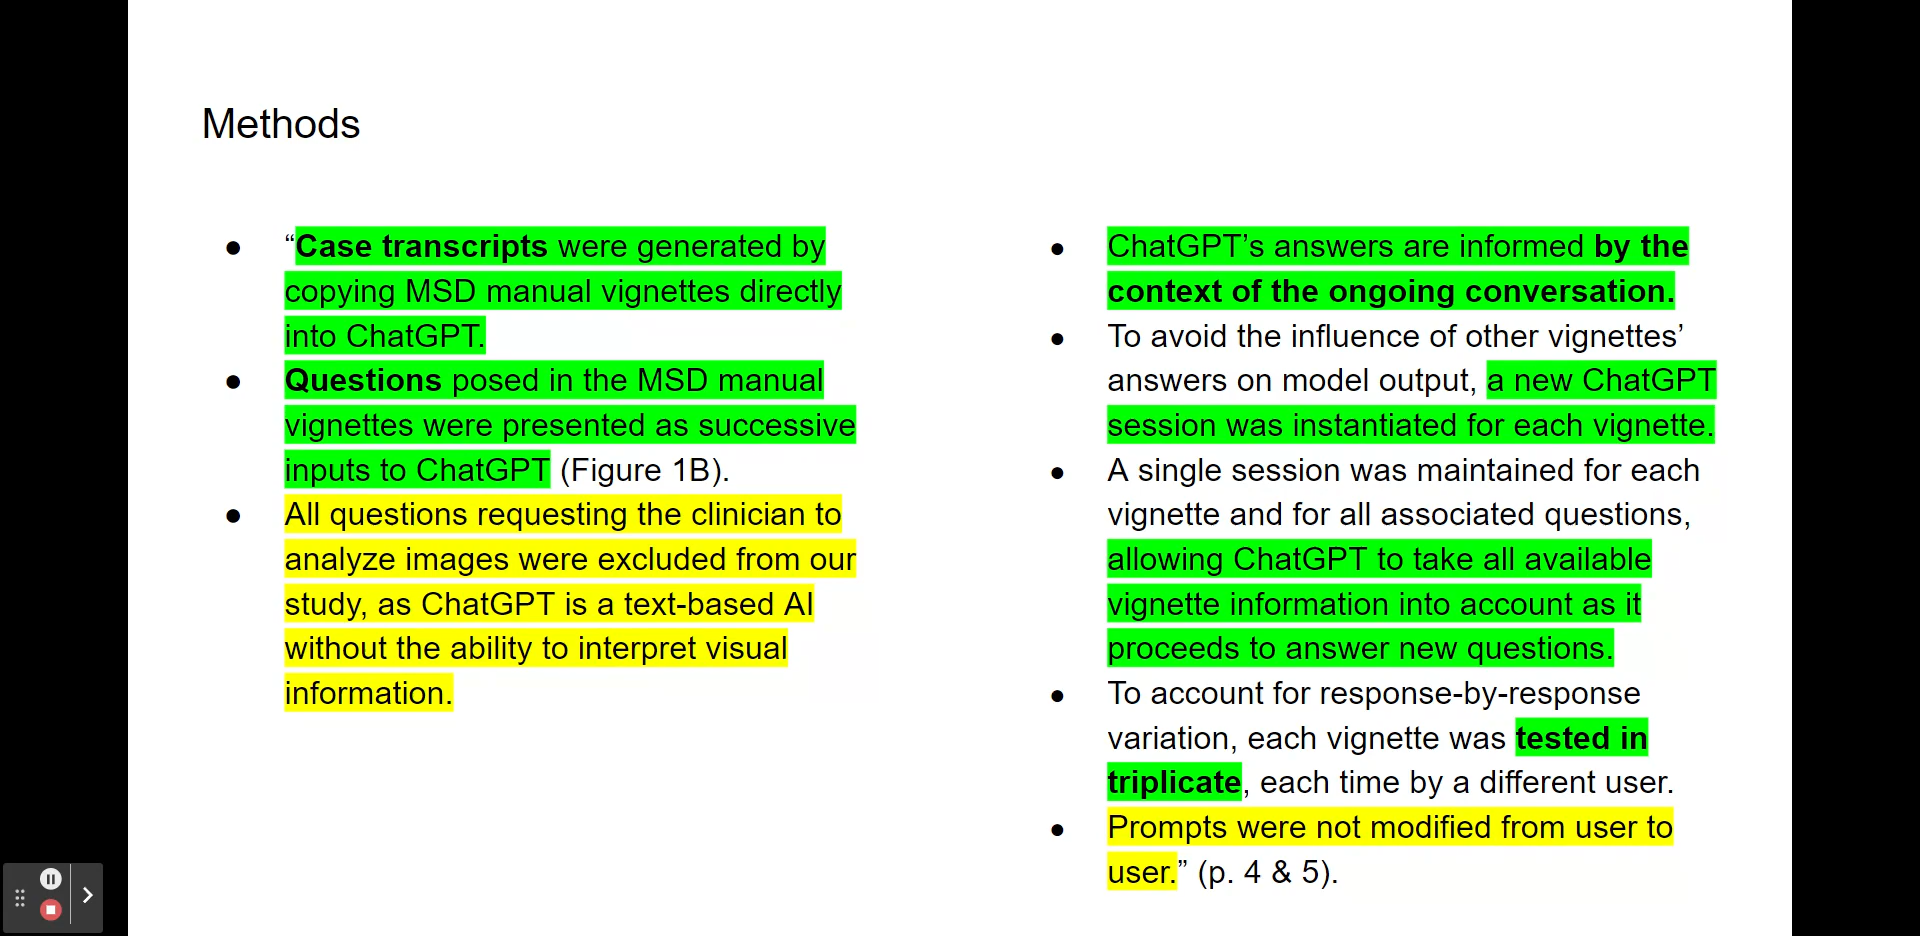 Methods
● “Case transcripts were generated by
copying MSD manual vignettes directly
into ChatGPT.
● Questions posed in the MSD manual
vignettes were presented as successive
inputs to ChatGPT (Figure 1B).
● All questions requesting the clinician to
analyze images were excluded from our
study, as ChatGPT is a text-based AI
without the ability to interpret visual
information.
● ChatGPT’s answers are informed by the
context of the ongoing conversation.
● To avoid the influence of other vignettes’
answers on model output, a new ChatGPT
session was instantiated for each vignette.
● A single session was maintained for each
vignette and for all associated questions,
allowing ChatGPT to take all available
vignette information into account as it
proceeds to answer new questions.
● To account for response-by-response
variation, each vignette was tested in
triplicate, each time by a different user.
● Prompts were not modified from user to
user.” (p. 4 & 5).